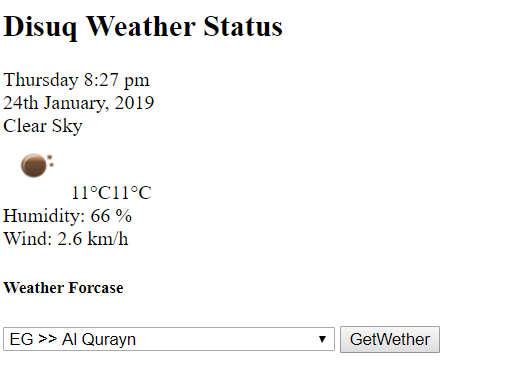 Disuq Weather Status
Thursday 8:27 pm
24th January, 2019
Clear Sky
11°C11°C
Humidity: 66 %
Wind: 2.6 km/h
Weather Forcase
EG >> Al Qurayn
GetWether